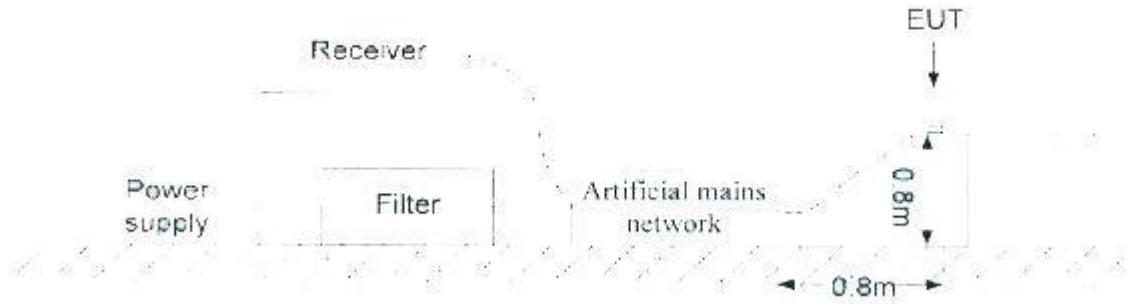 EUT
Receiver
Power
supply
Filter
Artificial mains
network
0.8m
0.8m